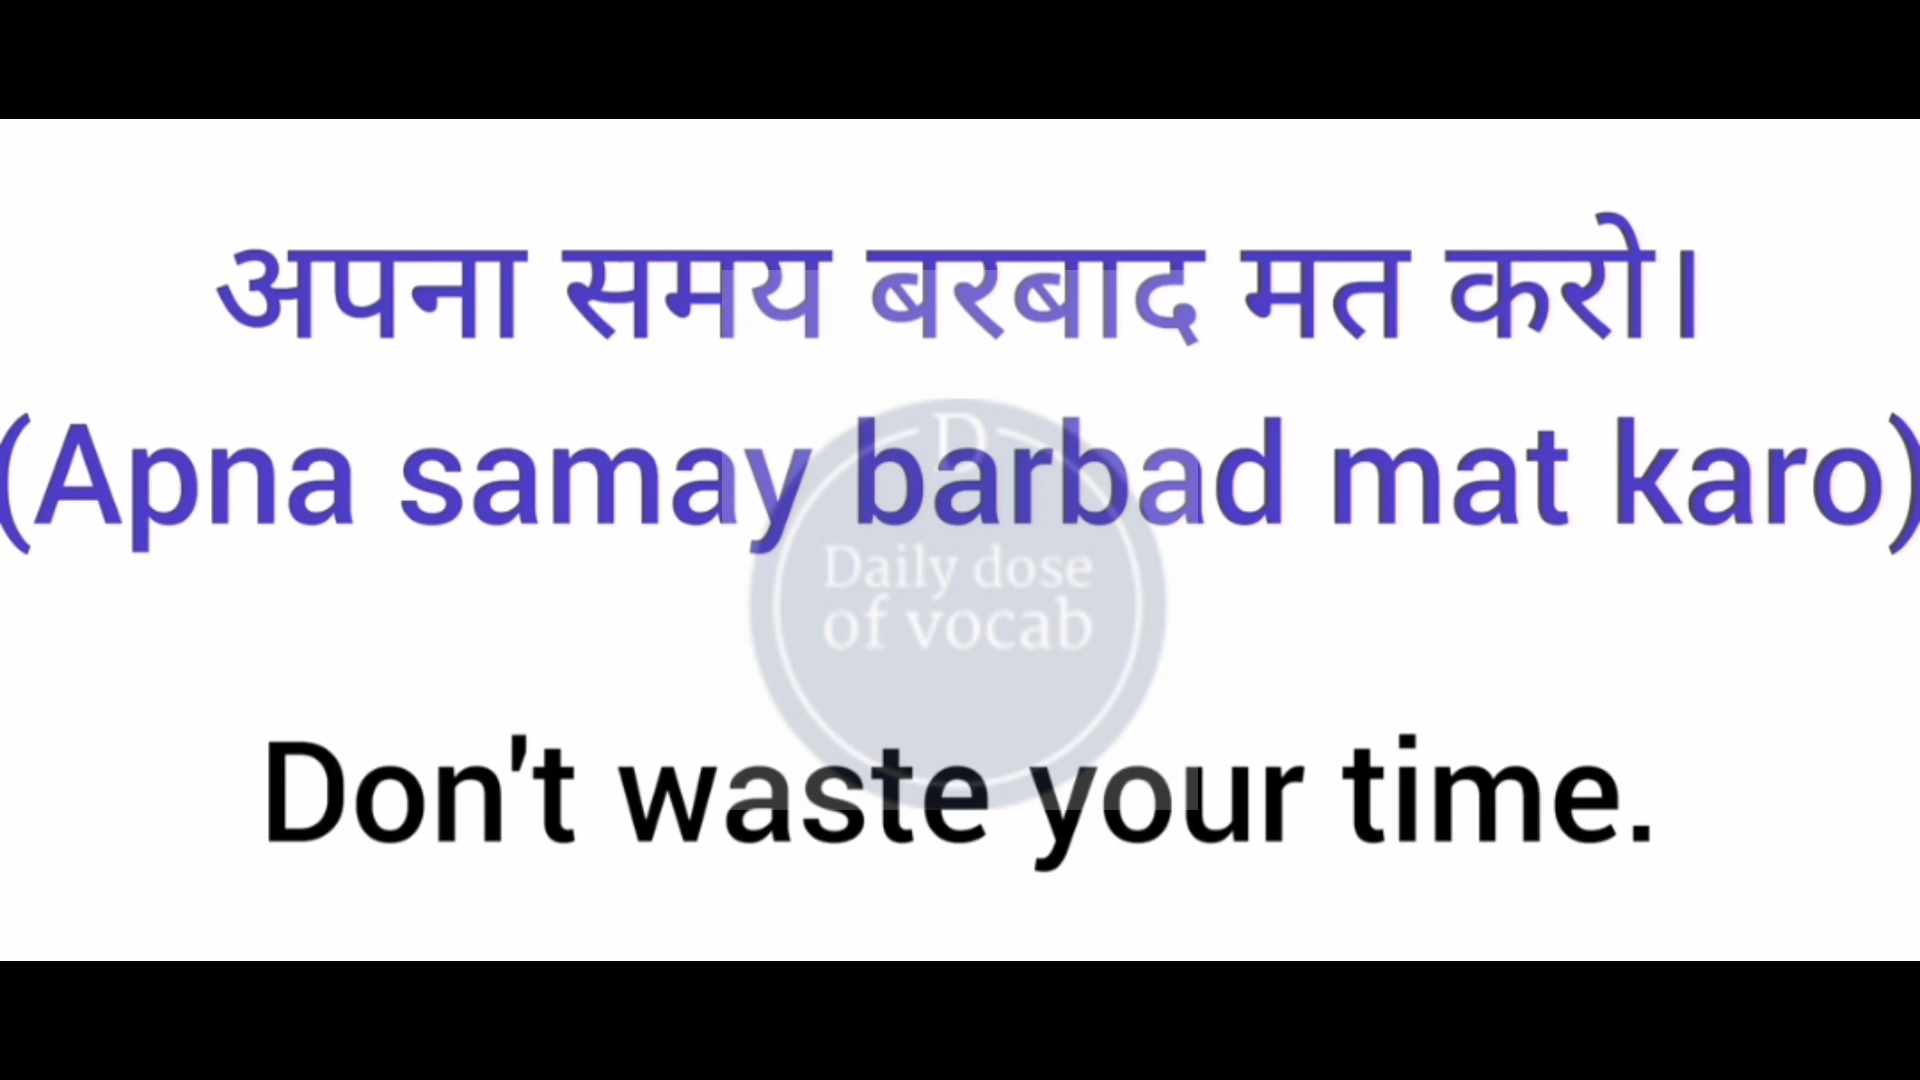 अपना समय बरबाद मत करो।
(Apna samay barbad mat karo)
D
Daily dose
of vocab
Don't waste your time.